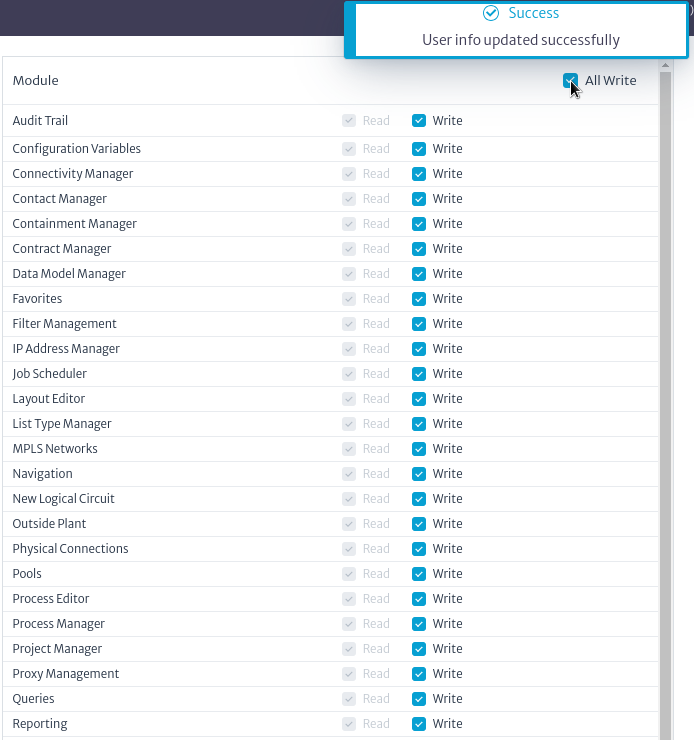 Success
User info updated successfully
Module All Write
Audit Trail Read Write
Configuration Variables Read Write
Connectivity Manager Read Write
Contact Manager Read Write
Containment Manager Read Write
Contract Manager Read Write
Data Model Manager Read Write
Favorites Read Write
Filter Management Read Write
IP Address Manager Read Write
Job Scheduler Read Write
Layout Editor Read Write
List Type Manager Read Write
MPLS Networks Read Write
Navigation Read Write
New Logical Circuit Read Write
Outside Plant Read Write
Physical Connections Read Write
Pools Read Write
Process Editor Read Write
Process Manager Read Write
Project Manager Read Write
Proxy Management Read Write
Queries Read Write
Reporting Read Write